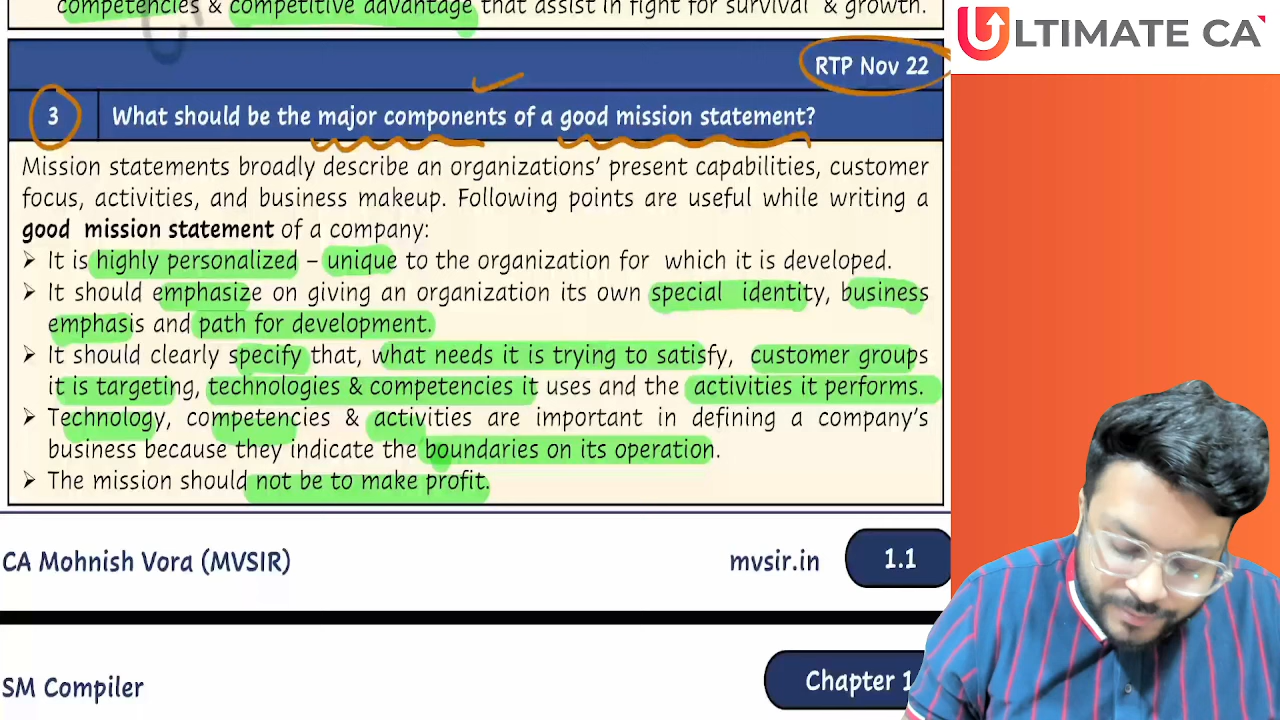 competencies & competitive advantage that assist in fight for survival & growth.
ULTIMATE CA
RTP Nov 22
3 What should be the major components of a good mission statement?
Mission statements broadly describe an organizations’ present capabilities, customer
focus, activities, and business makeup. Following points are useful while writing a
good mission statement of a company:
➢ It is highly personalized – unique to the organization for which it is developed.
➢ It should emphasize on giving an organization its own special identity, business
emphasis and path for development.
➢ It should clearly specify that, what needs it is trying to satisfy, customer groups
it is targeting, technologies & competencies it uses and the activities it performs.
➢ Technology, competencies & activities are important in defining a company’s
business because they indicate the boundaries on its operation.
➢ The mission should not be to make profit.
CA Mohnish Vora (MVSIR) mvsir.in 1.1
SM Compiler Chapter 1